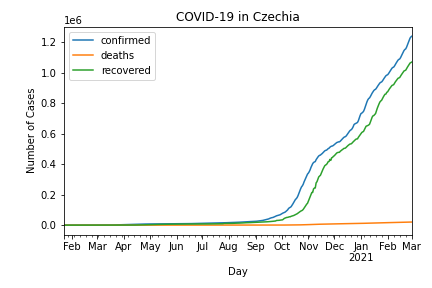 COVID-19 in Czechia
1e6
confirmed
deaths
recovered
Number of Cases
1.2
1.0
0.8
0.6
0.4
0.2
0.0
Feb Mar Apr May Jun Jul Aug Sep Oct Nov Dec Jan Feb Mar
2021
Day